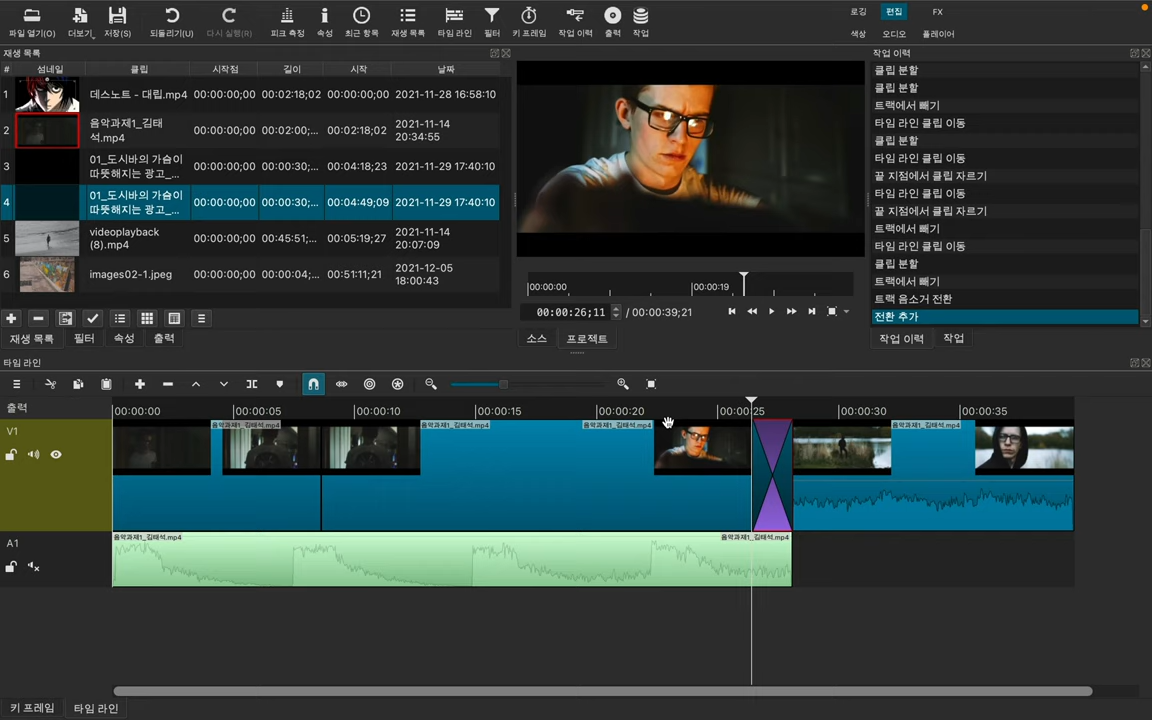 파일 열기(O) 더보기 저장(S) 되돌리기(U) 다시 실행(R) 피크 측정 속성 최근 항목 재생 목록 타임 라인 필터 키 프레임 작업 이력 출력 작업
로깅 편집 FX
색상 오디오 플레이어
재생 목록
# 섬네일 클립 시작점 길이 시작 날짜
1 데스노트 - 대립.mp4 00:00:00;00 00:02:18;02 00:00:00;00 2021-11-28 16:58:10
2 음악과제1_김태석.mp4 00:00:00;00 00:02:00;... 00:02:18;02 2021-11-14 20:34:55
3 01_도시바의 가슴이 따뜻해지는 광고_... 00:00:00;00 00:00:30;... 00:04:18;23 2021-11-29 17:40:10
4 01_도시바의 가슴이 따뜻해지는 광고_... 00:00:00;00 00:00:30;... 00:04:49;09 2021-11-29 17:40:10
5 videoplayback (8).mp4 00:00:00;00 00:45:51;... 00:05:19;27 2021-11-14 20:07:09
6 images02-1.jpeg 00:00:00;00 00:00:04;... 00:51:11;21 2021-12-05 18:00:43
재생 목록 필터 속성 출력
00:00:00 00:00:19
00:00:26;11 / 00:00:39;21
소스 프로젝트
작업 이력
클립 분할
클립 분할
트랙에서 빼기
타임 라인 클립 이동
클립 분할
타임 라인 클립 이동
끝 지점에서 클립 자르기
타임 라인 클립 이동
끝 지점에서 클립 자르기
트랙에서 빼기
타임 라인 클립 이동
클립 분할
트랙에서 빼기
트랙 음소거 전환
전환 추가
작업 이력 작업
타임 라인
출력
00:00:00 00:00:05 00:00:10 00:00:15 00:00:20 00:00:25 00:00:30 00:00:35
V1
음악과제1_김태석.mp4 음악과제1_김태석.mp4 음악과제1_김태석.mp4 음악과제1_김태석.mp4
A1
음악과제1_김태석.mp4 음악과제1_김태석.mp4
키 프레임 타임 라인